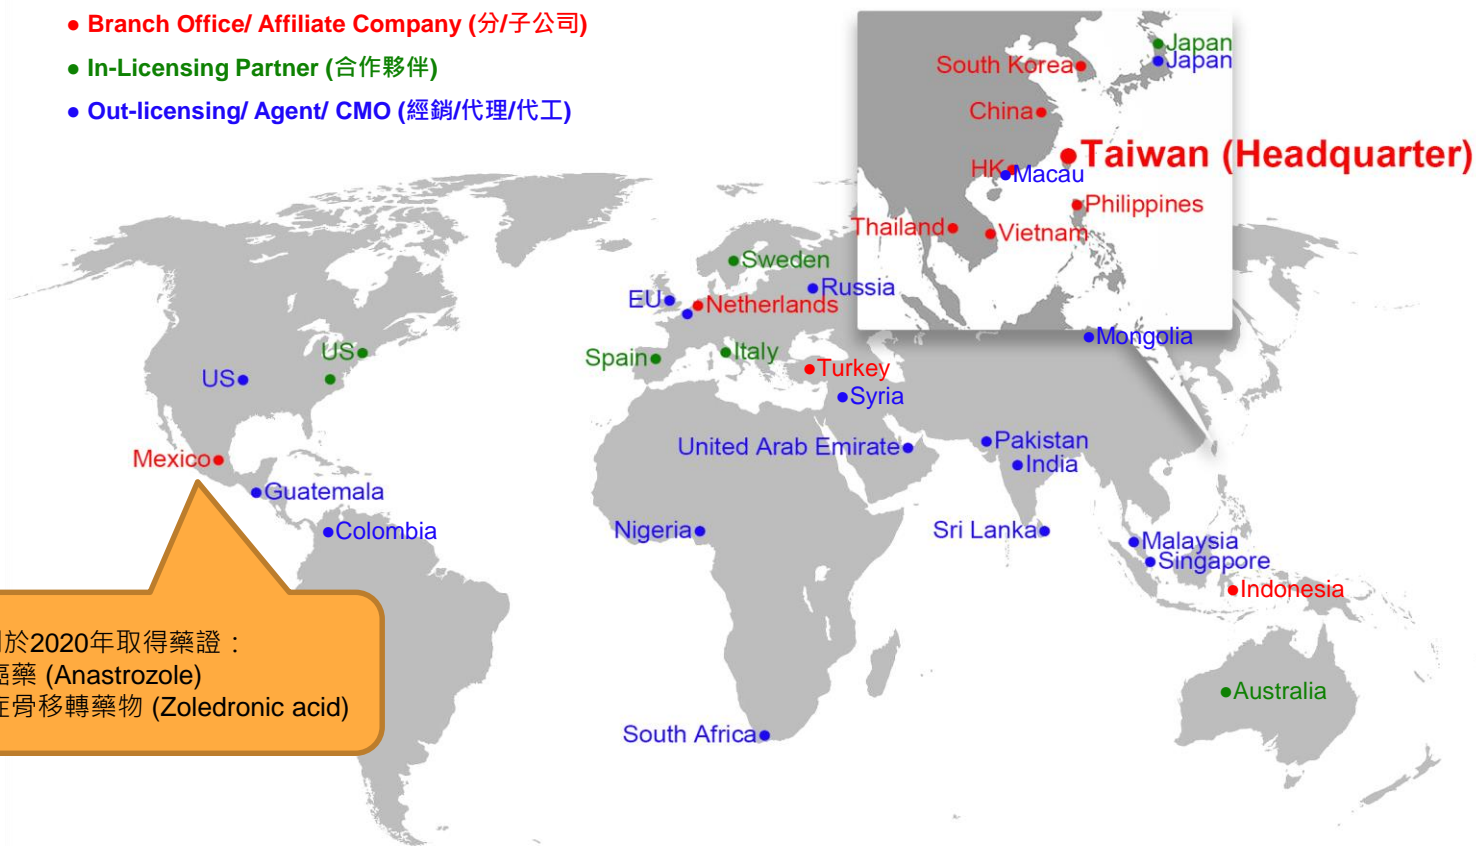 ● Branch Office/ Affiliate Company (分/子公司)
● In-Licensing Partner (合作夥伴)
● Out-licensing/ Agent/ CMO (經銷/代理/代工)
Japan
Japan
South Korea
China
Taiwan (Headquarter)
HK
Macau
Philippines
Thailand
Vietnam
Sweden
Russia
EU
Netherlands
Mongolia
US
Spain
Italy
US
Turkey
Syria
United Arab Emirate
Pakistan
India
Mexico
Guatemala
Colombia
Nigeria
Sri Lanka
Malaysia
Singapore
Indonesia
於2020年取得藥證：
藥 (Anastrozole)
骨移轉藥物 (Zoledronic acid)
Australia
South Africa